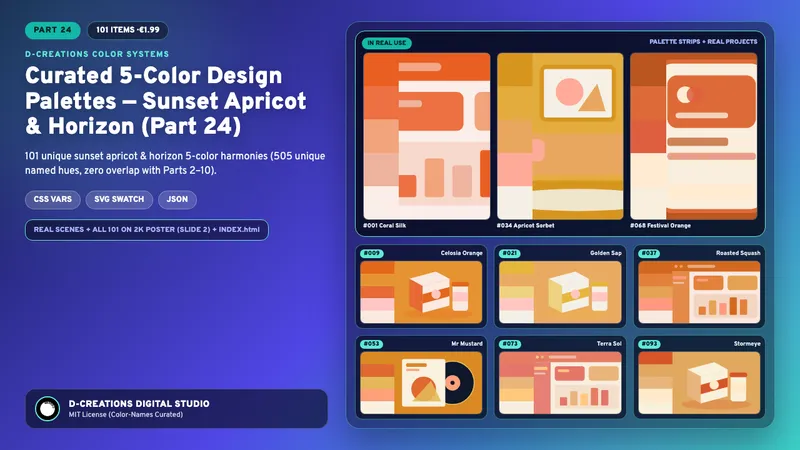 PART 24
101 ITEMS -€1.99
D-CREATIONS COLOR SYSTEMS
Curated 5-Color Design
Palettes — Sunset Apricot
& Horizon (Part 24)
101 unique sunset apricot & horizon 5-color harmonies (505 unique
named hues, zero overlap with Parts 2–10).
CSS VARS
SVG SWATCH
JSON
REAL SCENES + ALL 101 ON 2K POSTER (SLIDE 2) + INDEX.html
D-CREATIONS DIGITAL STUDIO
MIT License (Color-Names Curated)
IN REAL USE
PALETTE STRIPS + REAL PROJECTS
#001 Coral Silk
#034 Apricot Sorbet
#068 Festival Orange
#009
Celosia Orange
#021
Golden Sap
#037
Roasted Squash
#053
Mr Mustard
#073
Terra Sol
#093
Stormeye